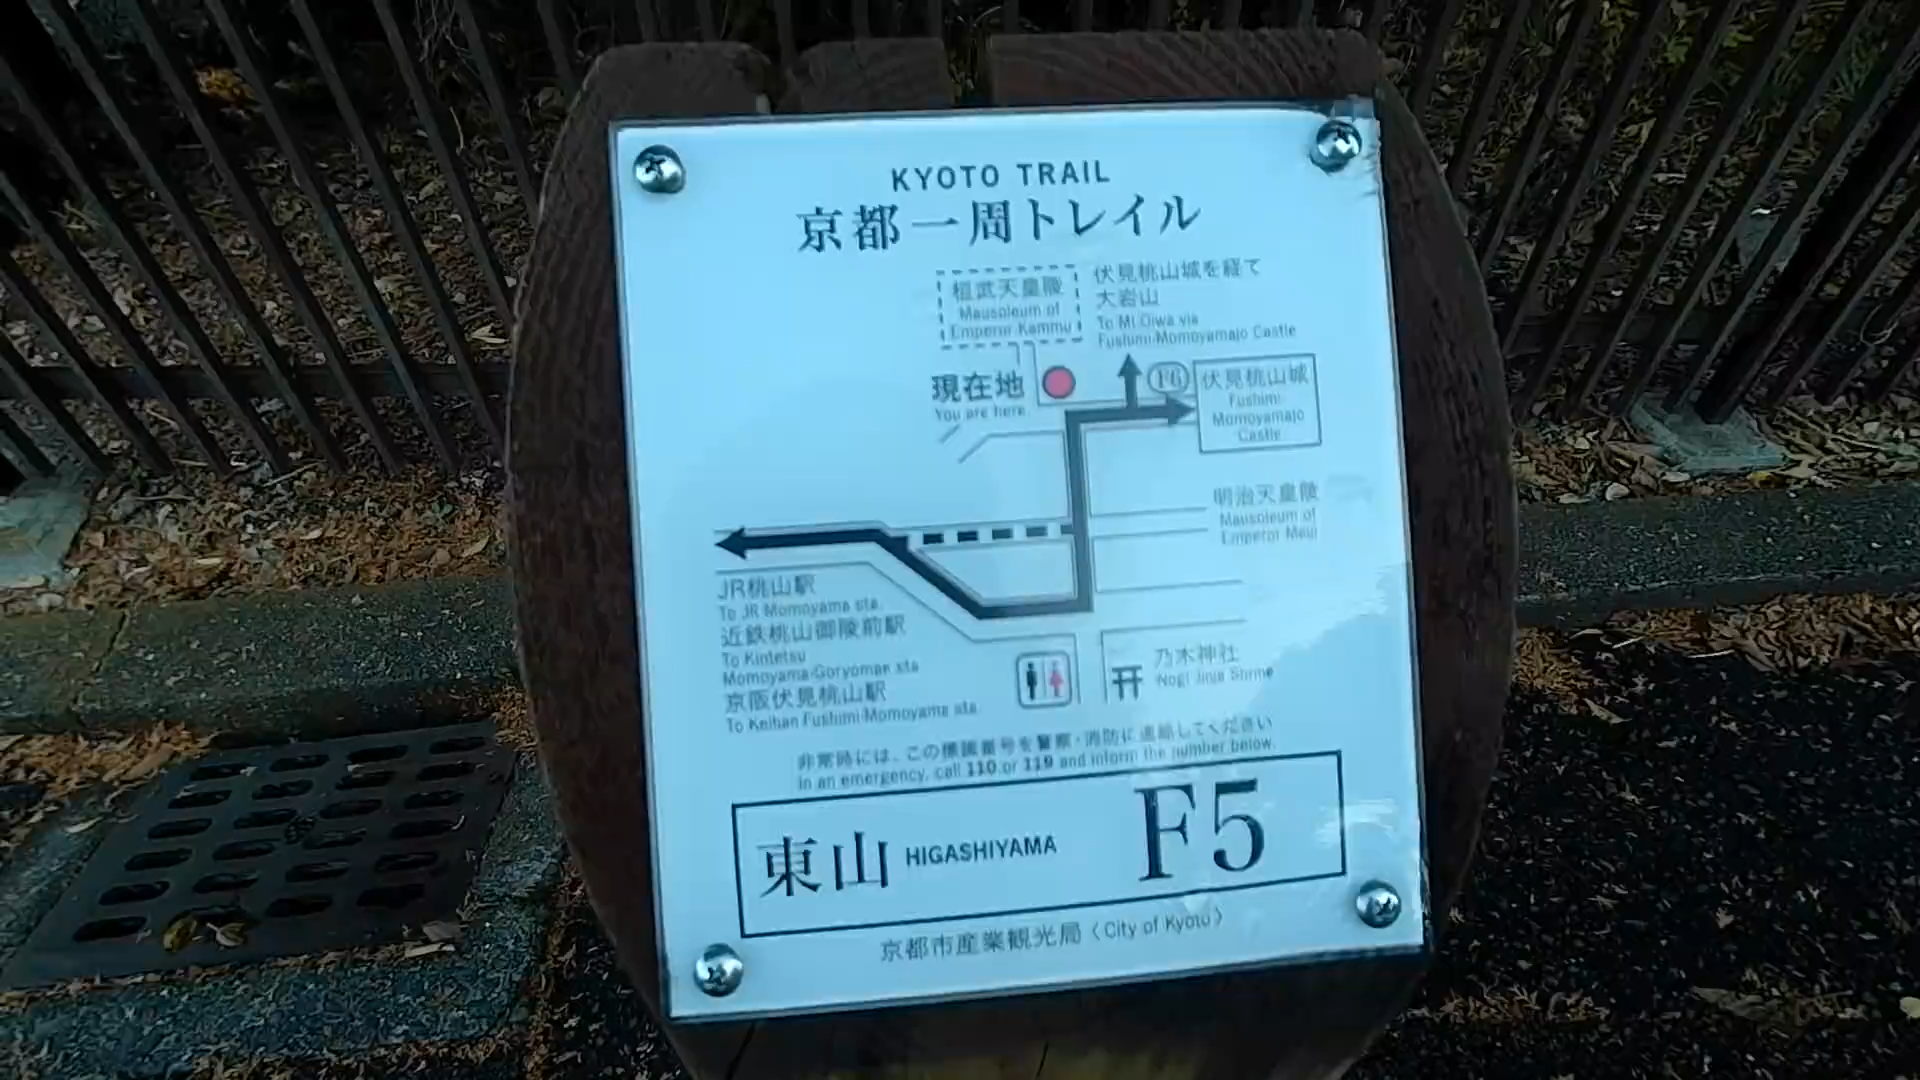 KYOTO TRAIL
京都一周トレイル
桓武天皇陵
Mausoleum of
Emperor Kammu
伏見桃山城を経て
大岩山
To Mt.Oiwa via
Fushimi-Momoyamajo Castle
現在地
You are here
F6
伏見桃山城
Fushimi-
Momoyamajo
Castle
明治天皇陵
Mausoleum of
Emperor Meiji
JR桃山駅
To JR Momoyama sta.
近鉄桃山御陵前駅
To Kintetsu
Momoyama-Goryomae sta
京阪伏見桃山駅
To Keihan Fushimi-Momoyama sta.
乃木神社
Nogi Jinja Shrine
非常時には、この標識番号を警察・消防に連絡してください
In an emergency, call 110 or 119 and inform the number below.
東山 HIGASHIYAMA F5
京都市産業観光局〈City of Kyoto〉